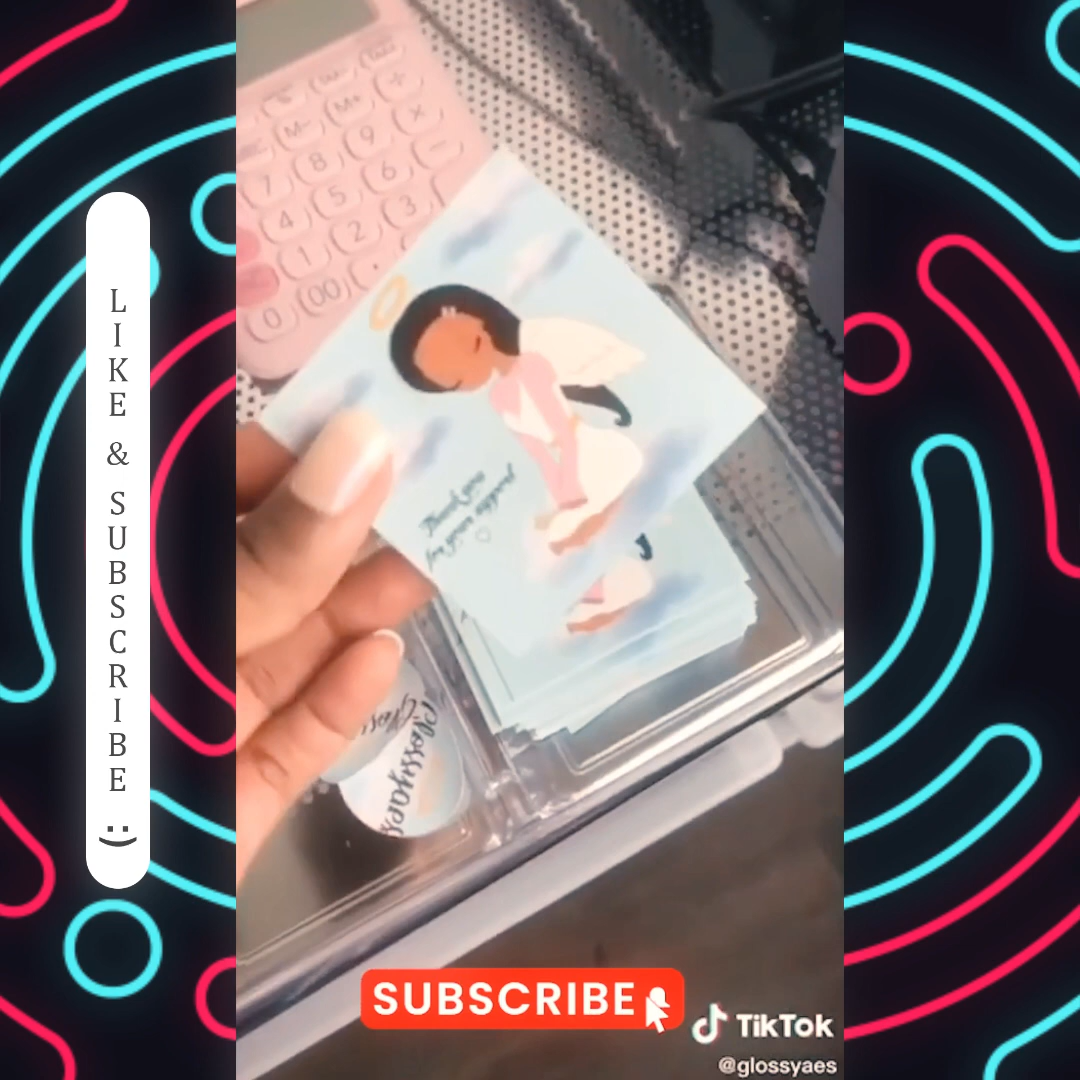 LIKE & SUBSCRIBE :)
M-
M+
+
7
8
9
×
4
5
6
-
1
2
3
0
00
.
Thank you
for your support
Glossyaes
SUBSCRIBE
TikTok
@glossyaes